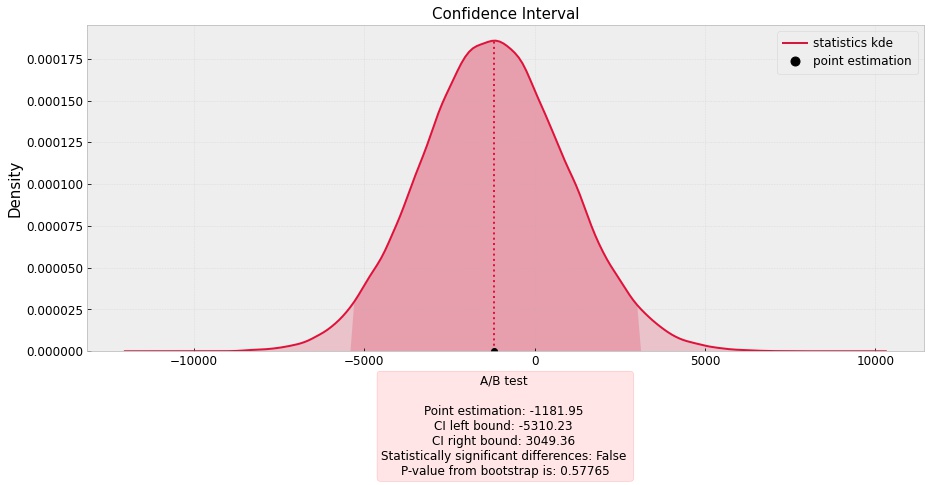 Confidence Interval
statistics kde
point estimation
Density
0.000175
0.000150
0.000125
0.000100
0.000075
0.000050
0.000025
0.000000
−10000 −5000 0 5000 10000
A/B test
Point estimation: -1181.95
CI left bound: -5310.23
CI right bound: 3049.36
Statistically significant differences: False
P-value from bootstrap is: 0.57765